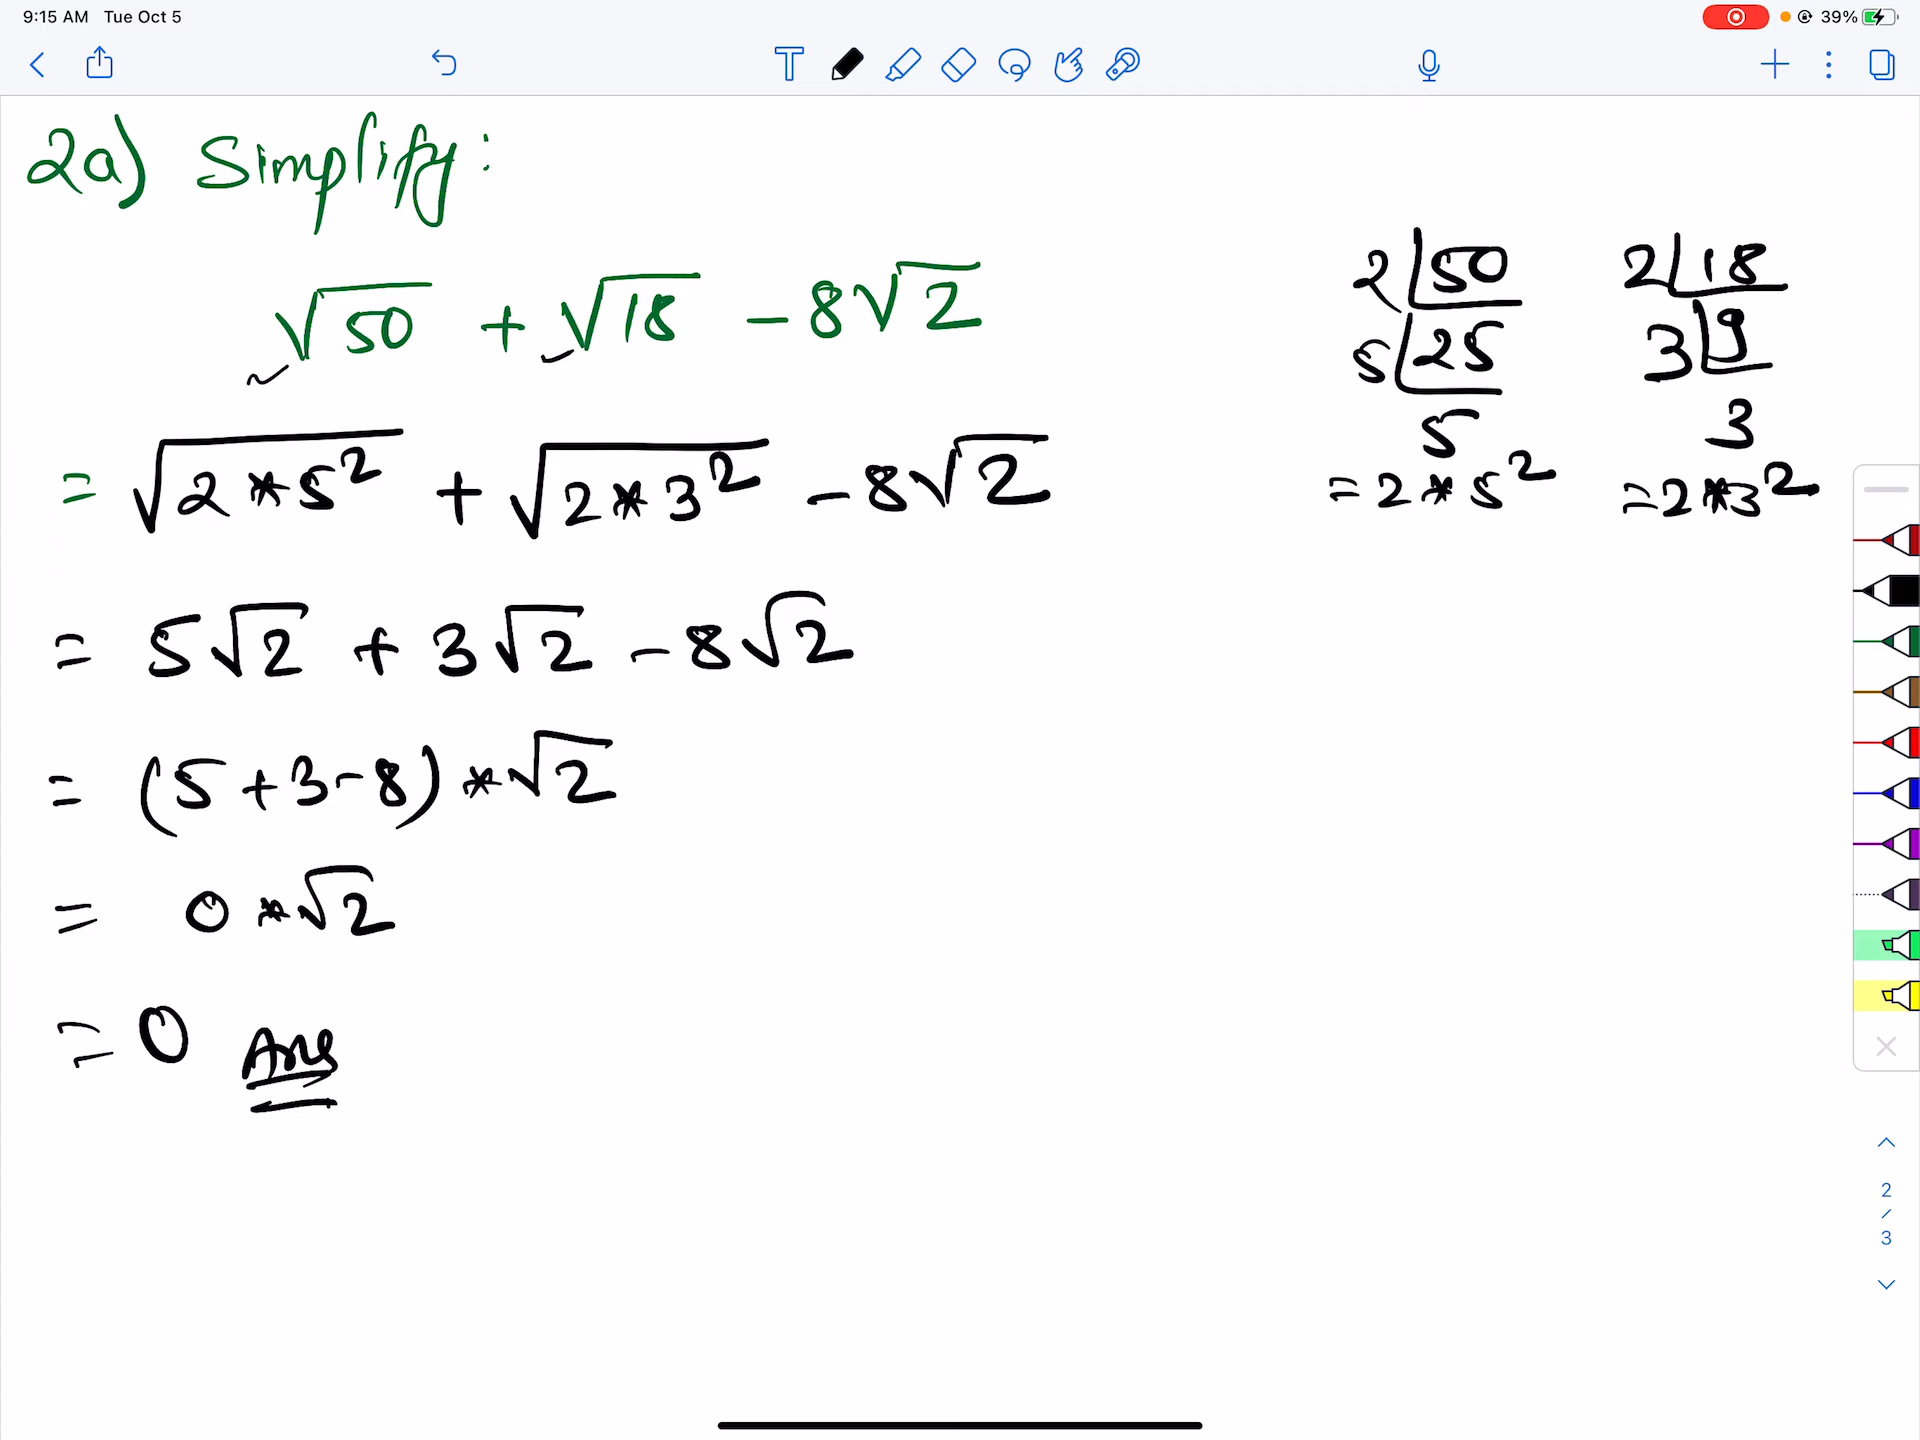 9:15 AM Tue Oct 5
39%
2a) Simplify:
√50 + √18 - 8√2
= √(2*5²) + √(2*3²) - 8√2
= 5√2 + 3√2 - 8√2
= (5+3-8)*√2
= 0*√2
= 0 Ans
2|50
5|25
5
= 2*5²
2|18
3|9
3
= 2*3²
2
/
3